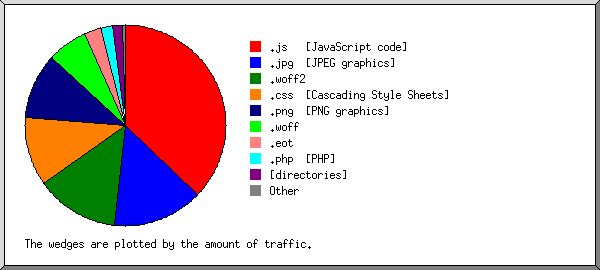 .js [JavaScript code]
.jpg [JPEG graphics]
.woff2
.css [Cascading Style Sheets]
.png [PNG graphics]
.woff
.eot
.php [PHP]
[directories]
Other
The wedges are plotted by the amount of traffic.